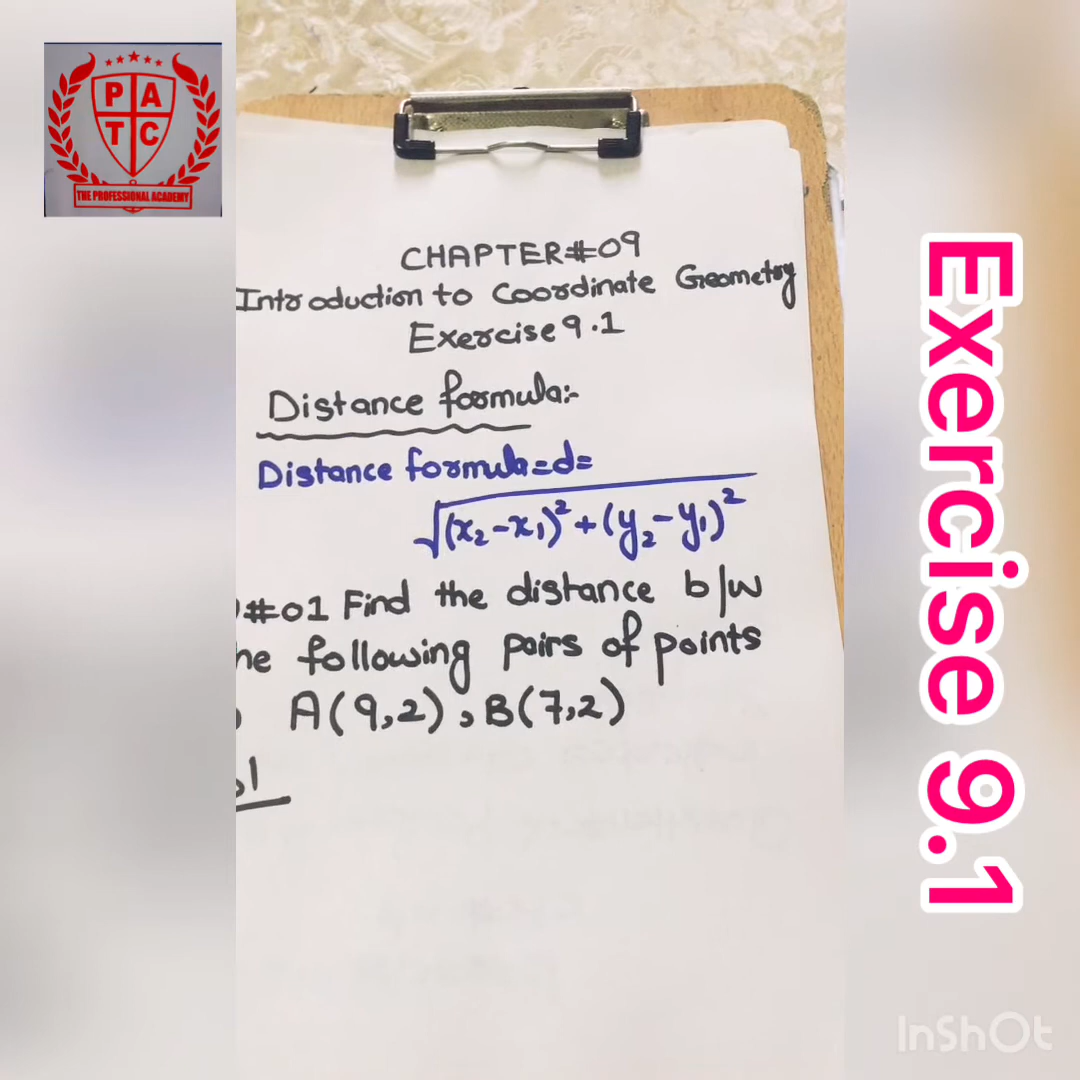 P A
T C
THE PROFESSIONAL ACADEMY
CHAPTER#09
Introduction to Coordinate Geometry
Exercise 9.1
Distance formula:-
Distance formula=d=
√(x₂-x₁)²+(y₂-y₁)²
#01 Find the distance b/w
he following pairs of points
A(9,2), B(7,2)
ol
Exercise 9.1
InShOt